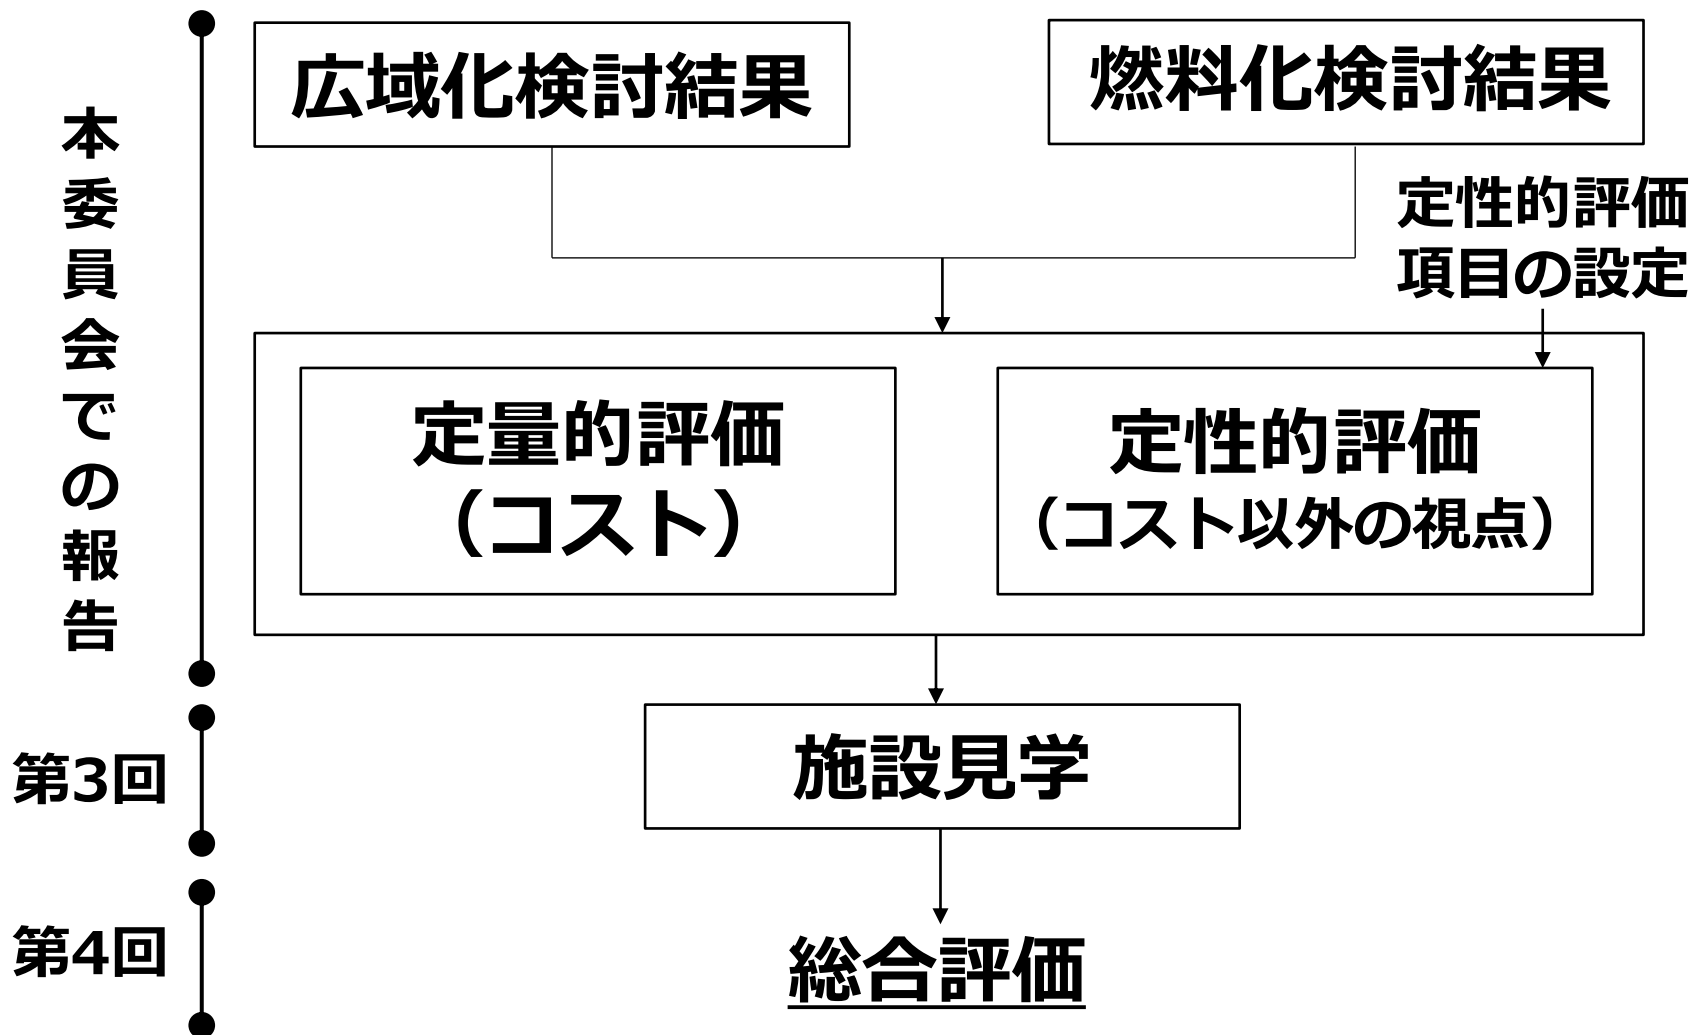 本委員会での報告
広域化検討結果
燃料化検討結果
定性的評価
項目の設定
定量的評価
（コスト）
定性的評価
（コスト以外の視点）
第3回
施設見学
第4回
総合評価